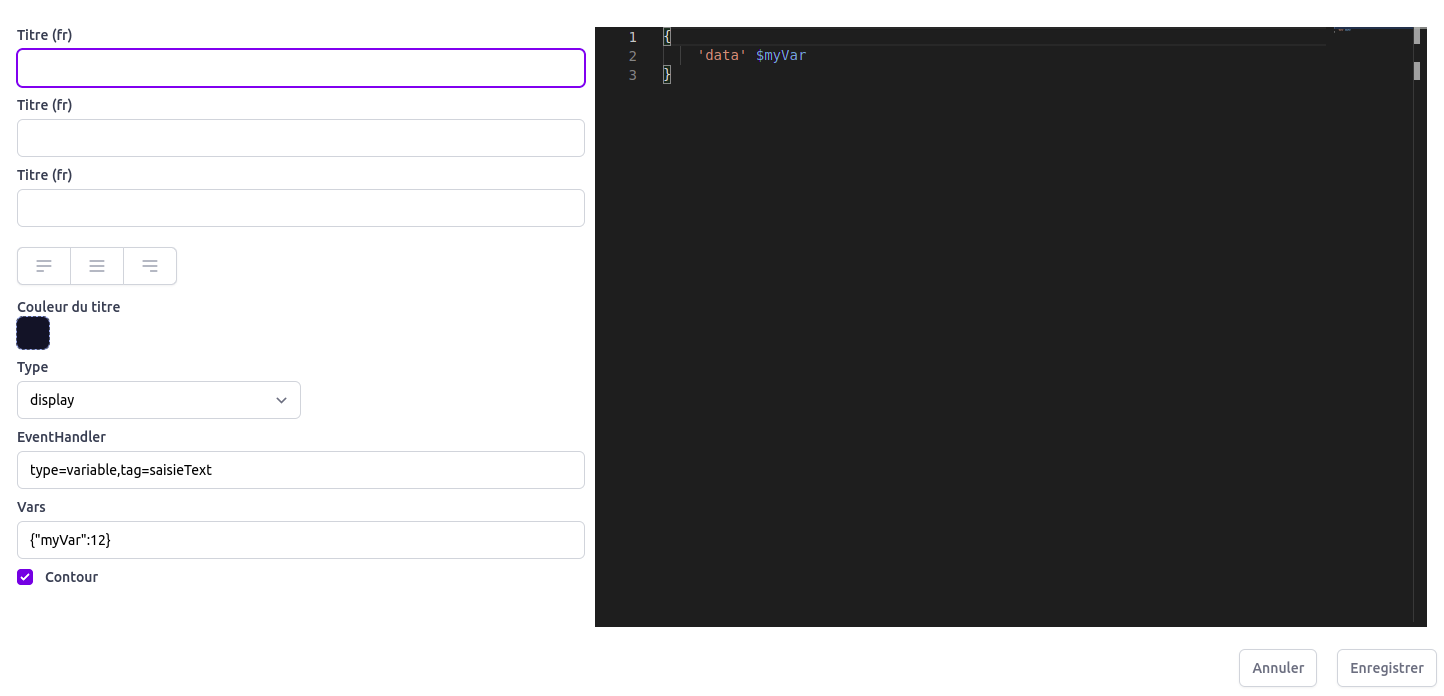 Titre (fr)
Titre (fr)
Titre (fr)
Couleur du titre
Type
display
EventHandler
type=variable,tag=saisieText
Vars
{"myVar":12}
Contour
1 {
2 'data' $myVar
3 }
Annuler Enregistrer